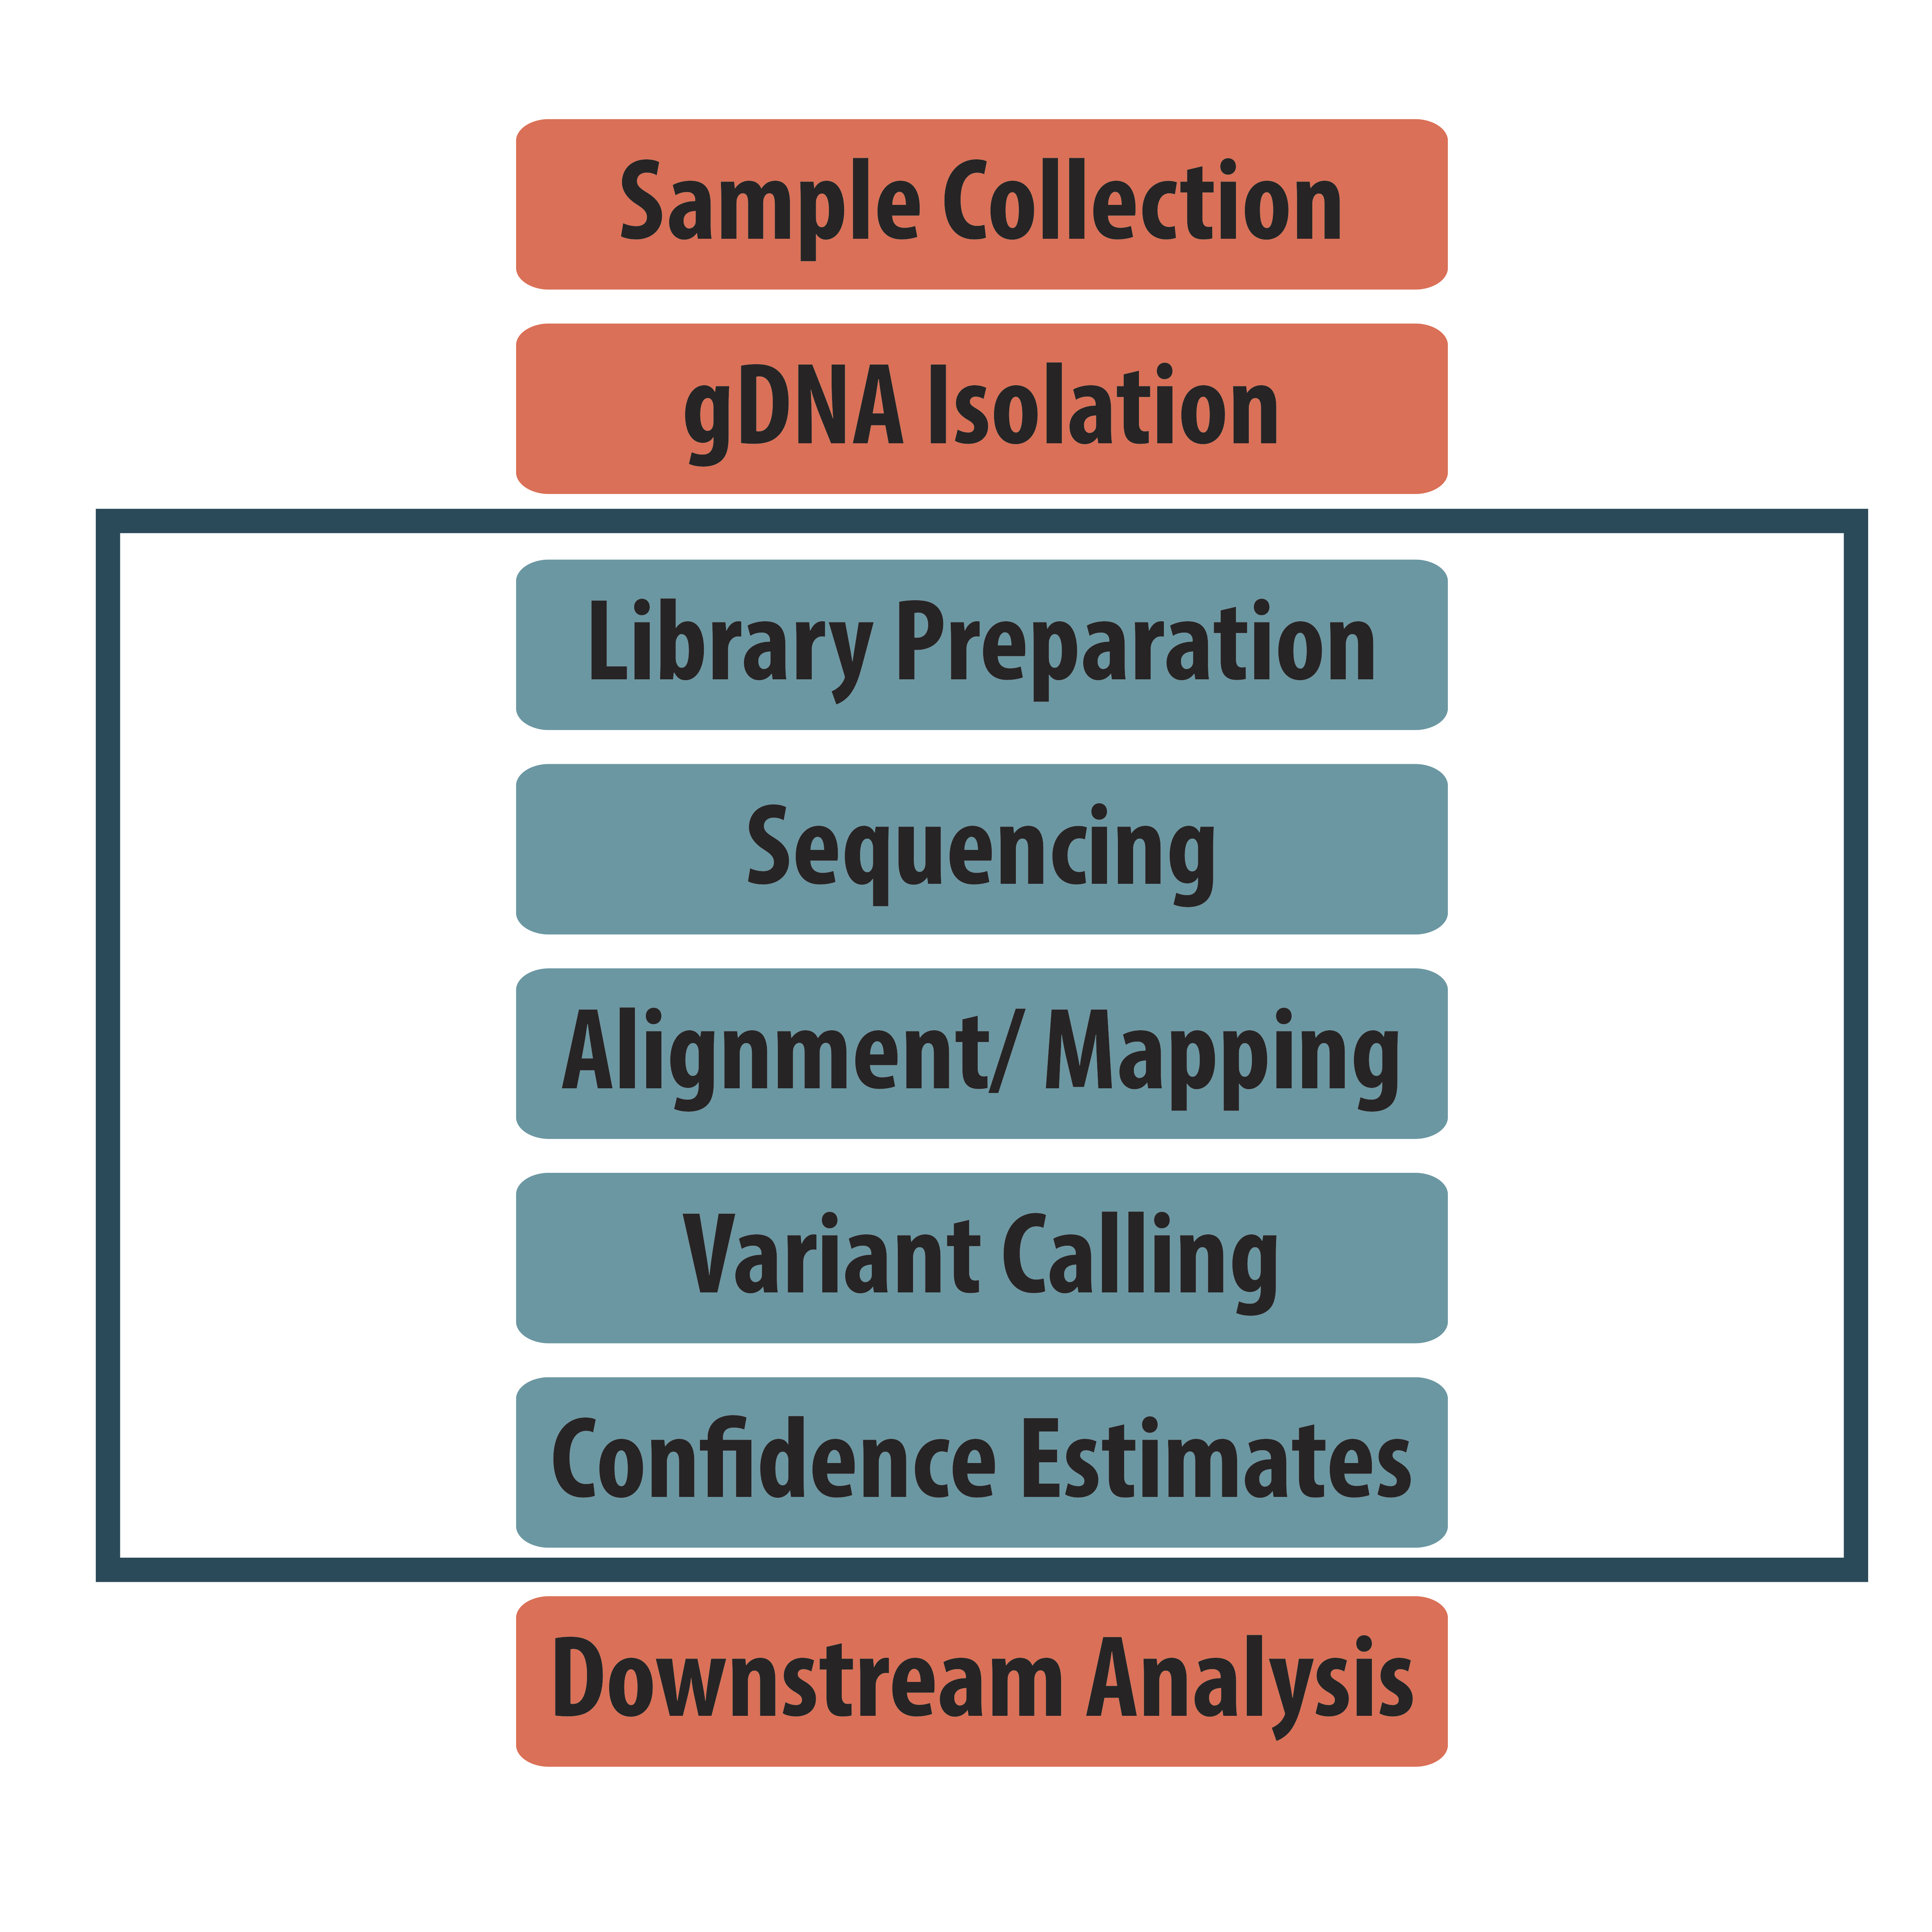 Sample Collection
gDNA Isolation
Library Preparation
Sequencing
Alignment/ Mapping
Variant Calling
Confidence Estimates
Downstream Analysis